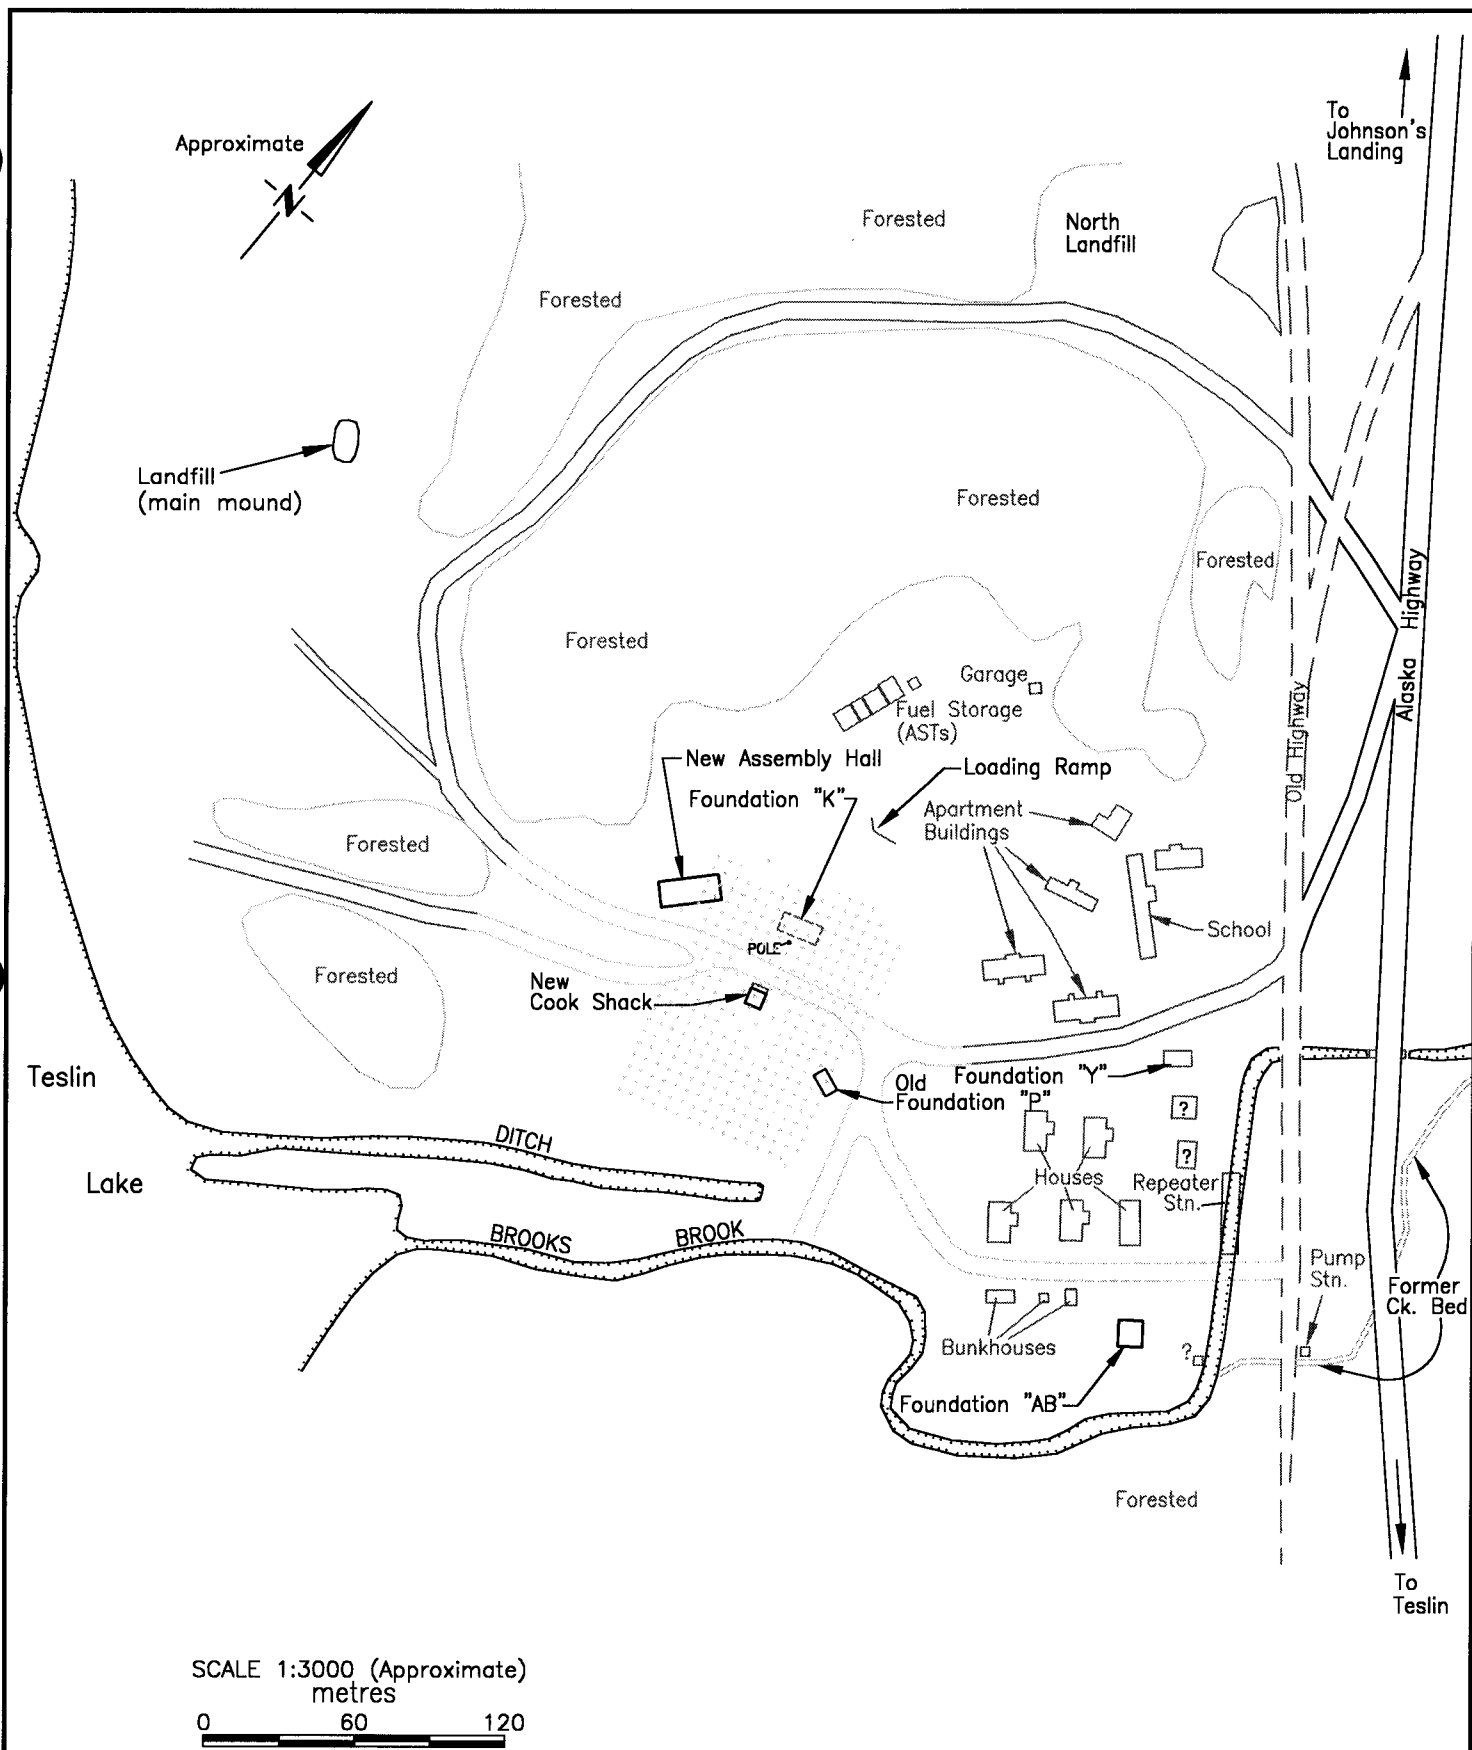 To
Johnson's
Landing
Approximate
N
Forested
North
Landfill
Forested
Landfill
(main mound)
Forested
Forested
Highway
Alaska
Old Highway
Forested
Garage
Fuel Storage
(ASTs)
New Assembly Hall
Foundation "K"
Loading Ramp
Apartment
Buildings
Forested
School
POLE
Forested
New
Cook Shack
Teslin
Lake
Old
Foundation "P"
Foundation "Y"
?
?
DITCH
Houses
Repeater
Stn.
BROOKS BROOK
Pump
Stn.
Former
Ck. Bed
Bunkhouses
?
Foundation "AB"
Forested
To
Teslin
SCALE 1:3000 (Approximate)
metres
0 60 120